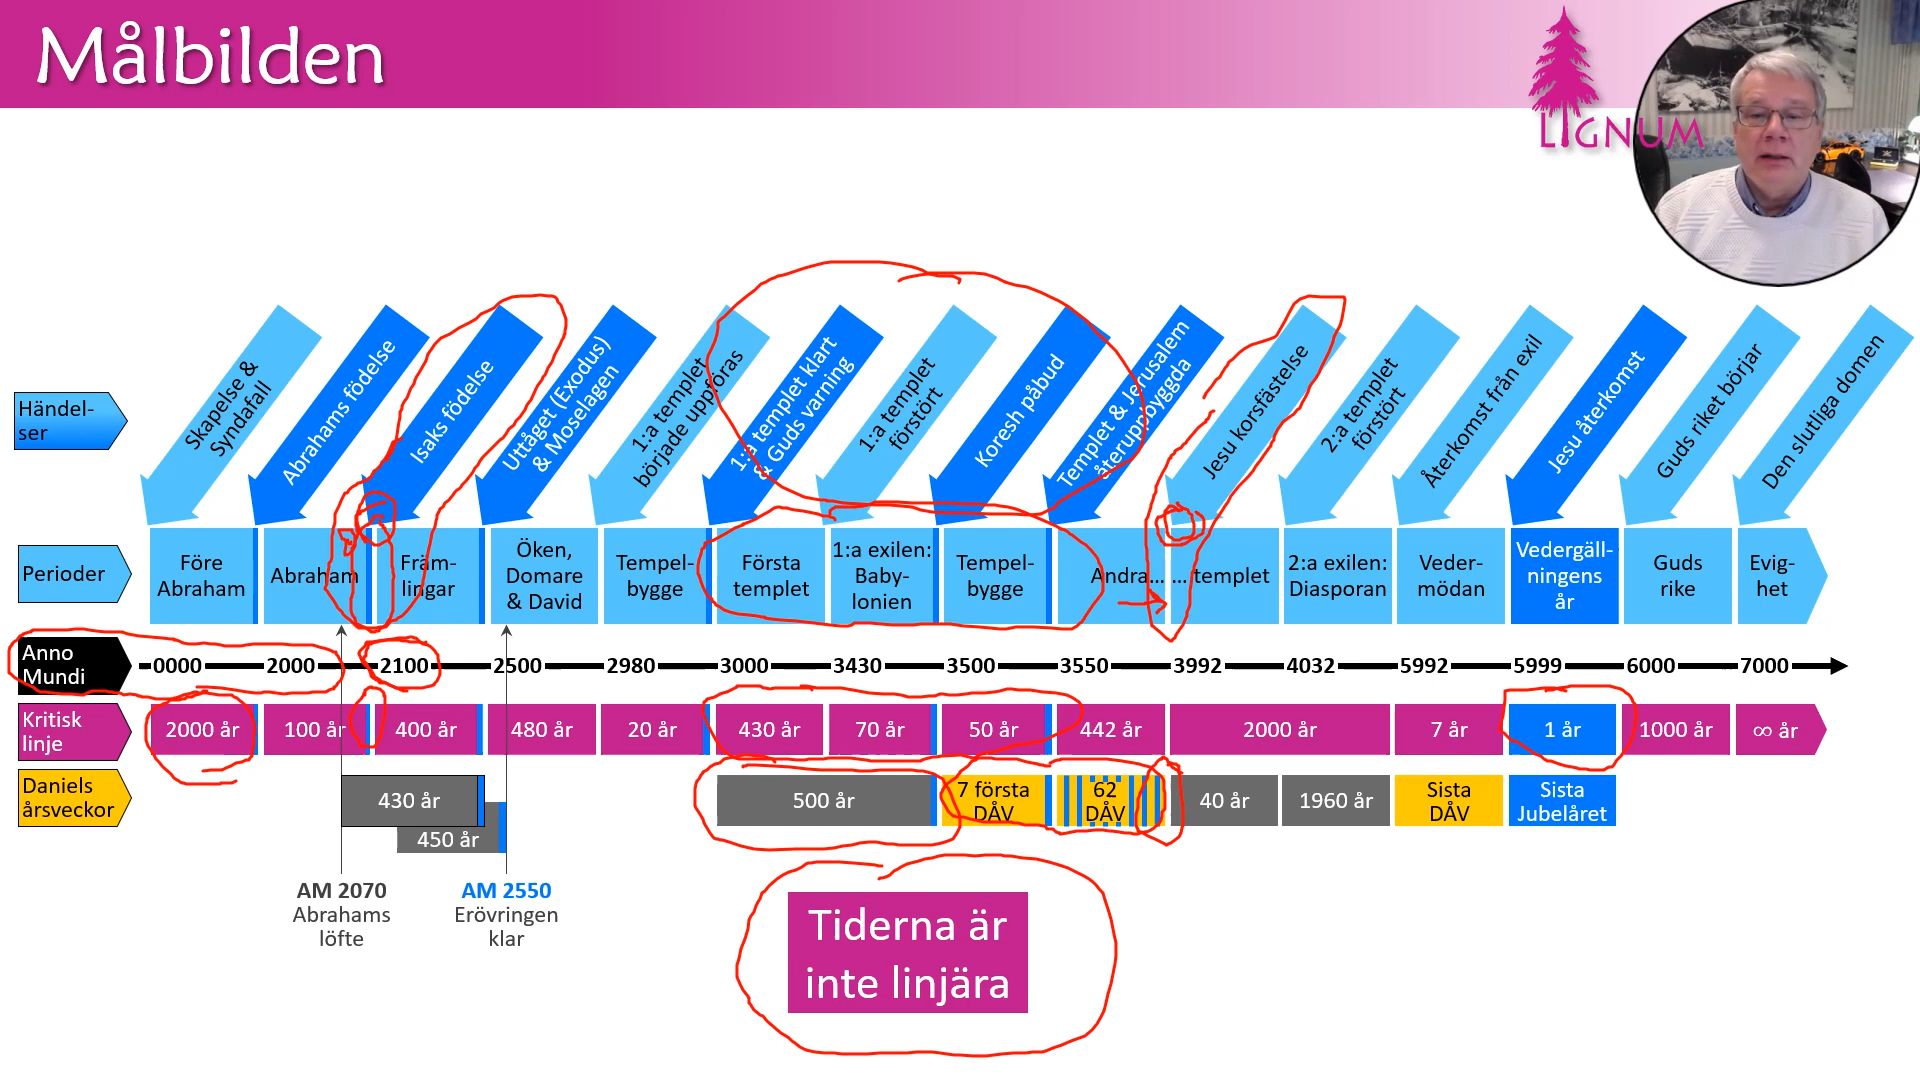 Målbilden
LIGNUM
Händel-
ser
Skapelse &
Syndafall
Abrahams födelse
Isaks födelse
Uttåget (Exodus)
& Moselagen
1:a templet
började uppföras
1:a templet klart
& Guds varning
1:a templet
förstört
Koresh påbud
Templet & Jerusalem
återuppbyggda
Jesu korsfästelse
2:a templet
förstört
Återkomst från exil
Jesu återkomst
Guds riket börjar
Den slutliga domen
Perioder
Före
Abraham
Abraham
Främ-
lingar
Öken,
Domare
& David
Tempel-
bygge
Första
templet
1:a exilen:
Baby-
lonien
Tempel-
bygge
Andra...
... templet
2:a exilen:
Diasporan
Veder-
mödan
Vedergäll-
ningens
år
Guds
rike
Evig-
het
Anno
Mundi
0000 2000 2100 2500 2980 3000 3430 3500 3550 3992 4032 5992 5999 6000 7000
Kritisk
linje
2000 år 100 år 400 år 480 år 20 år 430 år 70 år 50 år 442 år 2000 år 7 år 1 år 1000 år ∞ år
Daniels
årsveckor
430 år
450 år
500 år
7 första
DÅV
62
DÅV
40 år
1960 år
Sista
DÅV
Sista
Jubelåret
AM 2070
Abrahams
löfte
AM 2550
Erövringen
klar
Tiderna är
inte linjära